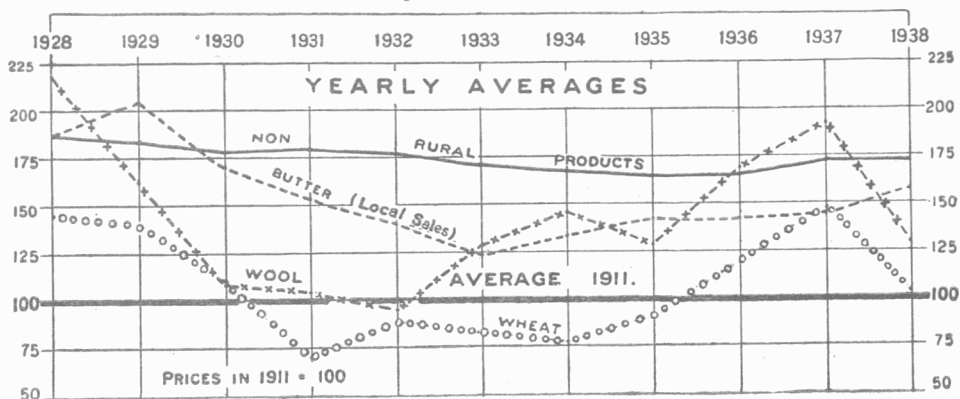 1928 1929 1930 1931 1932 1933 1934 1935 1936 1937 1938
225 225
YEARLY AVERAGES
200 200
NON RURAL PRODUCTS
175 175
BUTTER (Local Sales)
150 150
125 125
WOOL AVERAGE 1911.
100 100
WHEAT
75 75
PRICES IN 1911 = 100
50 50